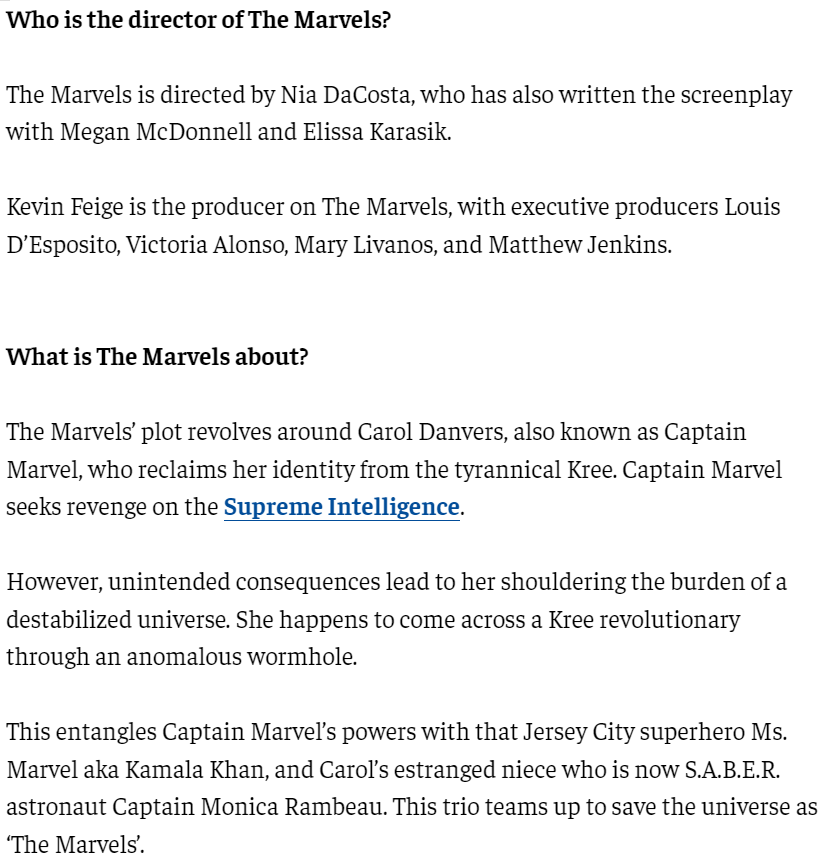 Who is the director of The Marvels?
The Marvels is directed by Nia DaCosta, who has also written the screenplay
with Megan McDonnell and Elissa Karasik.
Kevin Feige is the producer on The Marvels, with executive producers Louis
D’Esposito, Victoria Alonso, Mary Livanos, and Matthew Jenkins.
What is The Marvels about?
The Marvels’ plot revolves around Carol Danvers, also known as Captain
Marvel, who reclaims her identity from the tyrannical Kree. Captain Marvel
seeks revenge on the Supreme Intelligence.
However, unintended consequences lead to her shouldering the burden of a
destabilized universe. She happens to come across a Kree revolutionary
through an anomalous wormhole.
This entangles Captain Marvel’s powers with that Jersey City superhero Ms.
Marvel aka Kamala Khan, and Carol’s estranged niece who is now S.A.B.E.R.
astronaut Captain Monica Rambeau. This trio teams up to save the universe as
‘The Marvels’.